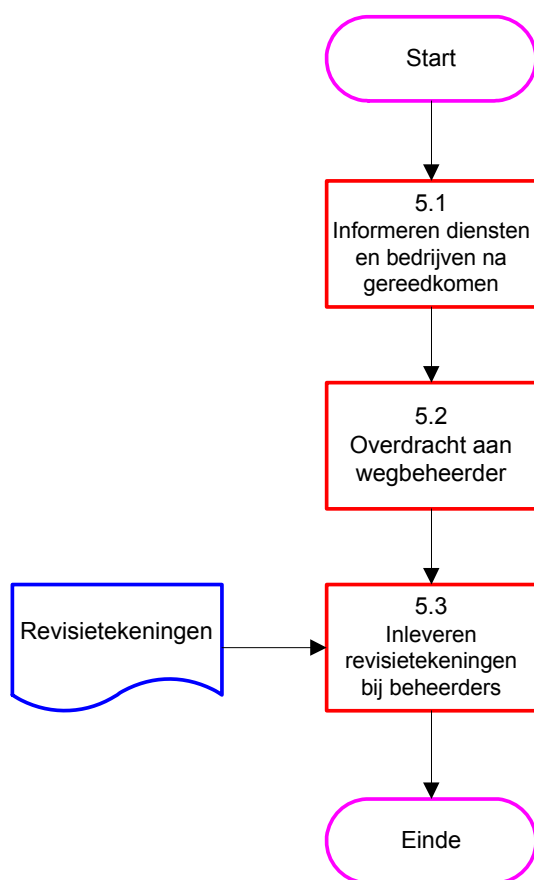 Start
5.1
Informeren diensten
en bedrijven na
gereedkomen
5.2
Overdracht aan
wegbeheerder
Revisietekeningen
5.3
Inleveren
revisietekeningen
bij beheerders
Einde